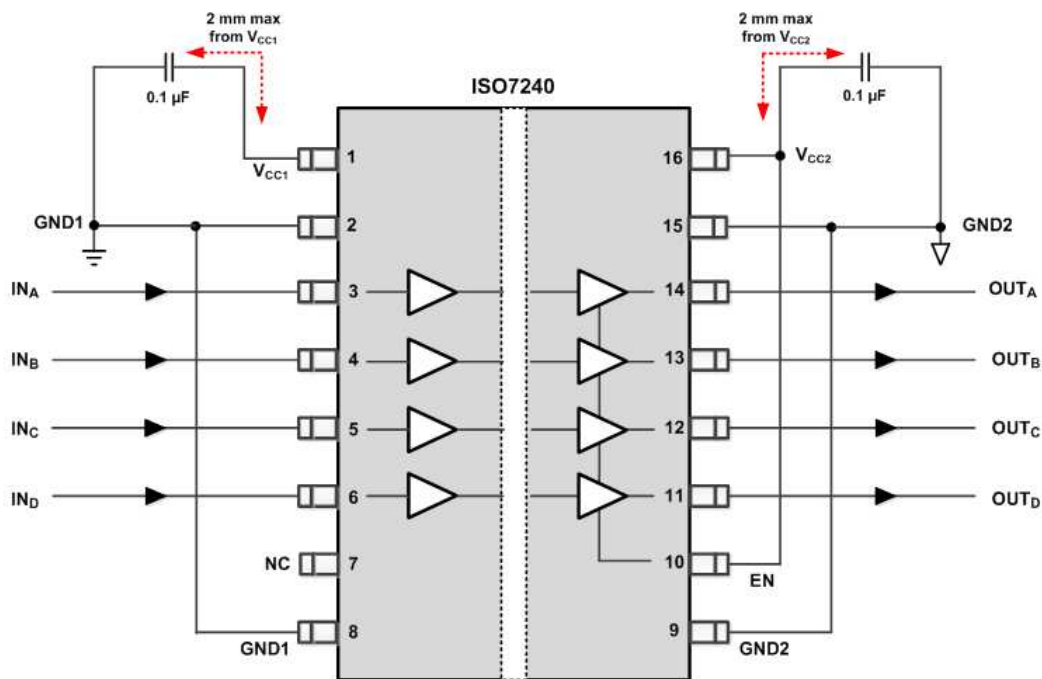 2 mm max
from VCC1
2 mm max
from VCC2
0.1 µF
0.1 µF
ISO7240
VCC1
1
16
VCC2
GND1
2
15
GND2
INA
3
14
OUTA
INB
4
13
OUTB
INC
5
12
OUTC
IND
6
11
OUTD
NC
7
10
EN
GND1
8
9
GND2